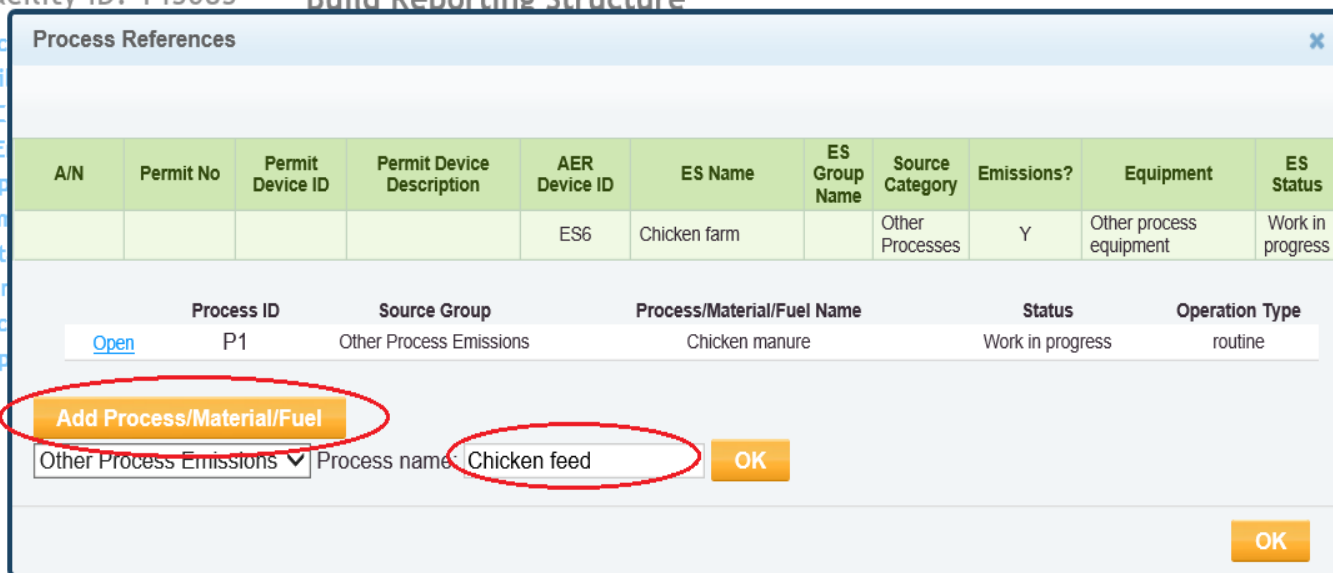 Process References
A/N Permit No Permit Device ID Permit Device Description AER Device ID ES Name ES Group Name Source Category Emissions? Equipment ES Status
ES6 Chicken farm Other Processes Y Other process equipment Work in progress
Process ID Source Group Process/Material/Fuel Name Status Operation Type
Open P1 Other Process Emissions Chicken manure Work in progress routine
Add Process/Material/Fuel
Other Process Emissions Process name: Chicken feed OK
OK